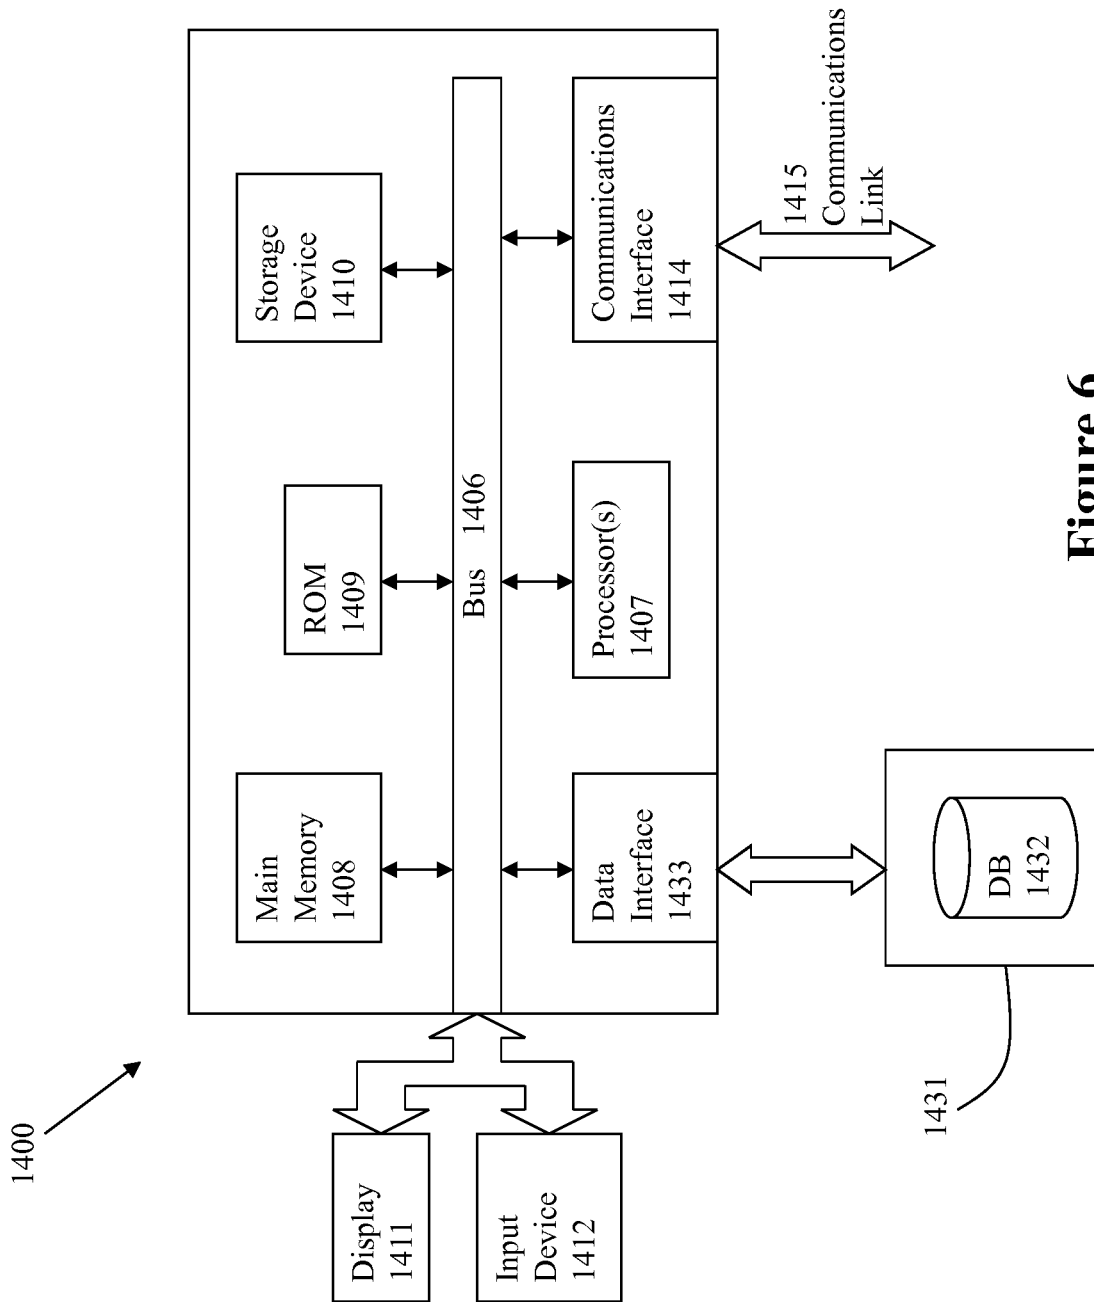 1400
Display
1411
Input
Device
1412
Main
Memory
1408
ROM
1409
Storage
Device
1410
Bus 1406
Data
Interface
1433
Processor(s)
1407
Communications
Interface
1414
1415
Communications
Link
DB
1432
1431
Figure 6